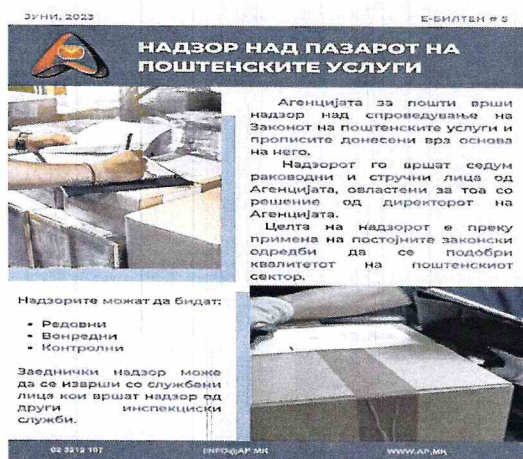 ЈУНИ, 2023
Е-БИЛТЕН # 5
НАДЗОР НАД ПАЗАРОТ НА
ПОШТЕНСКИТЕ УСЛУГИ
Агенцијата за пошти врши
надзор над спроведување на
Законот на поштенските услуги и
прописите донесени врз основа
на него.
Надзорот го вршат седум
раководни и стручни лица од
Агенцијата, овластени за тоа со
решение од директорот на
Агенцијата.
Целта на надзорот е преку
примена на постојните законски
одредби да се подобри
квалитетот на поштенскиот
сектор.
Надзорите можат да бидат:
• Редовни
• Вонредни
• Контролни
Заеднички надзор може
да се изврши со службени
лица кои вршат надзор од
други инспекциски
служби.
02 3212 107
INFO@AP.MK
WWW.AP.MK